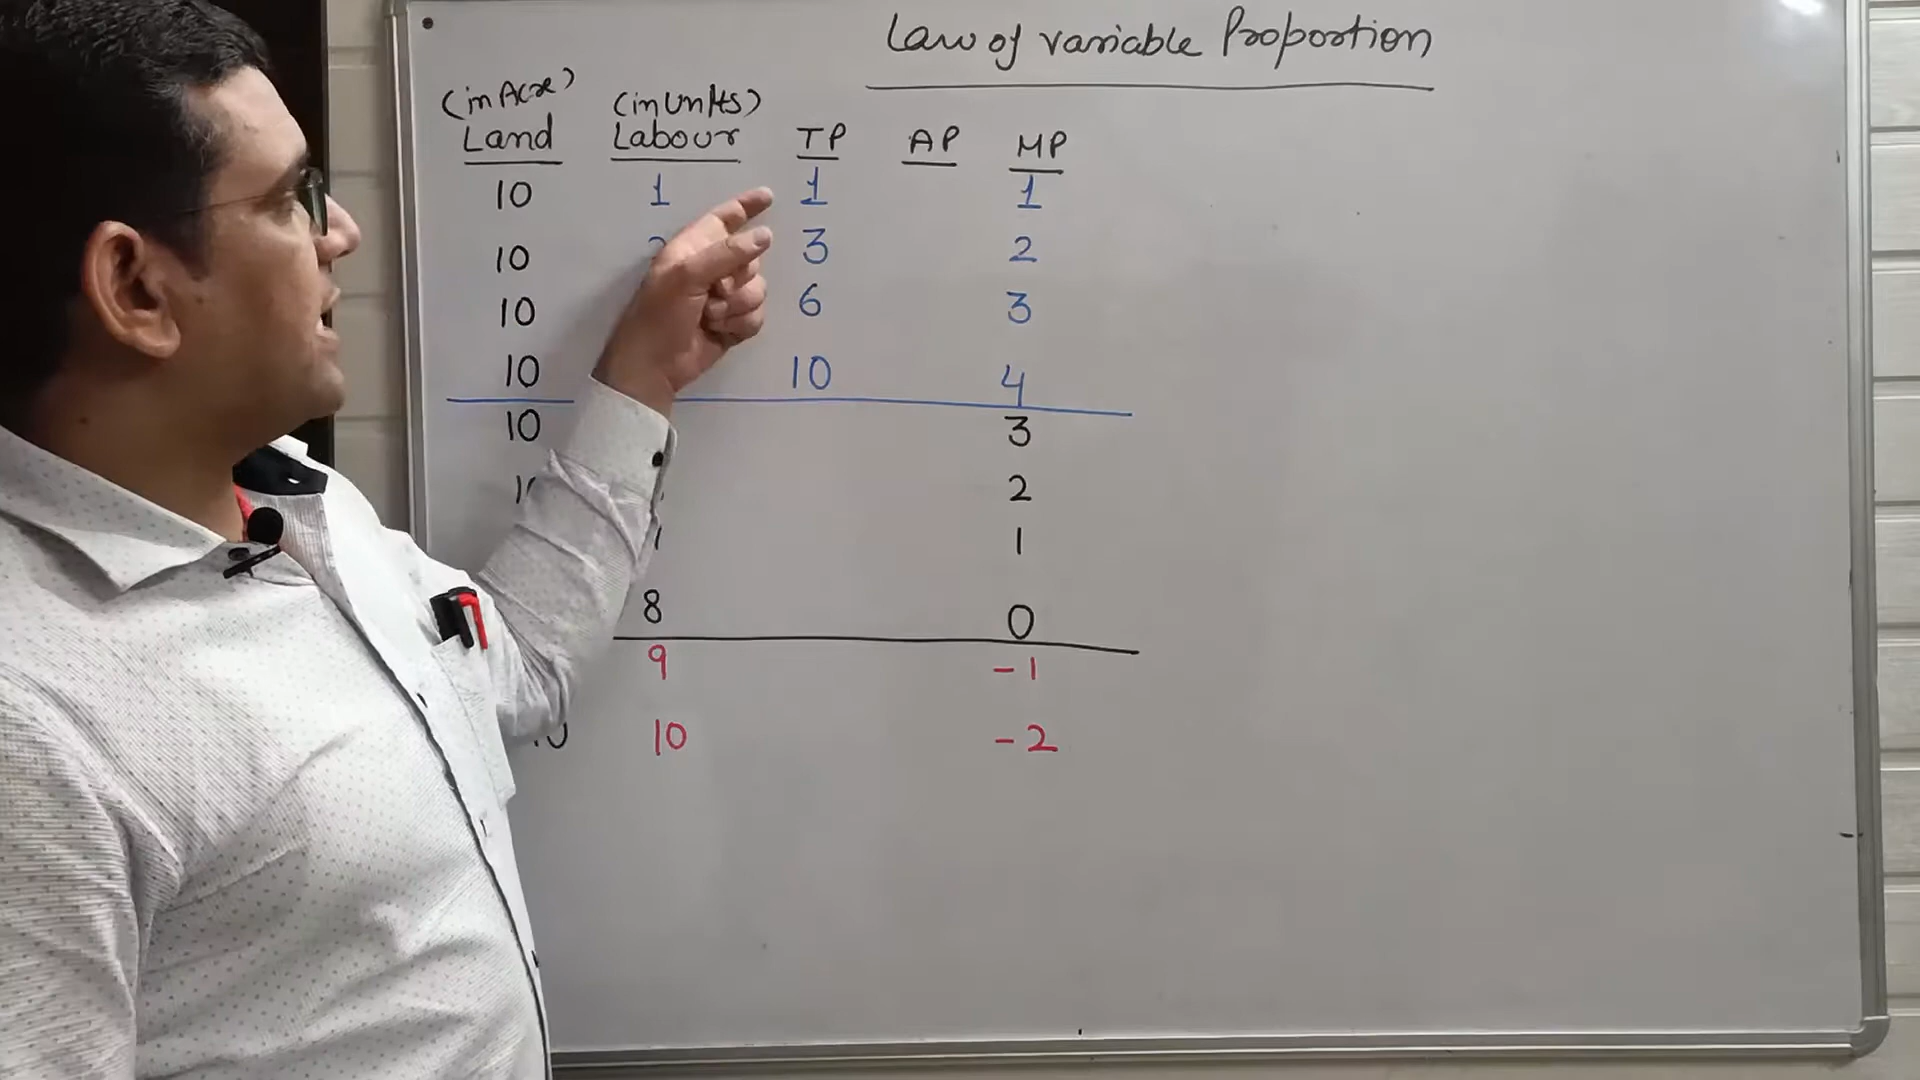 Law of variable Proportion
(in Acre) (in Units)
Land Labour TP AP MP
10 1 1 1
10 3 2
10 6 3
10 10 4
10 3
2
1
8 0
9 -1
10 -2